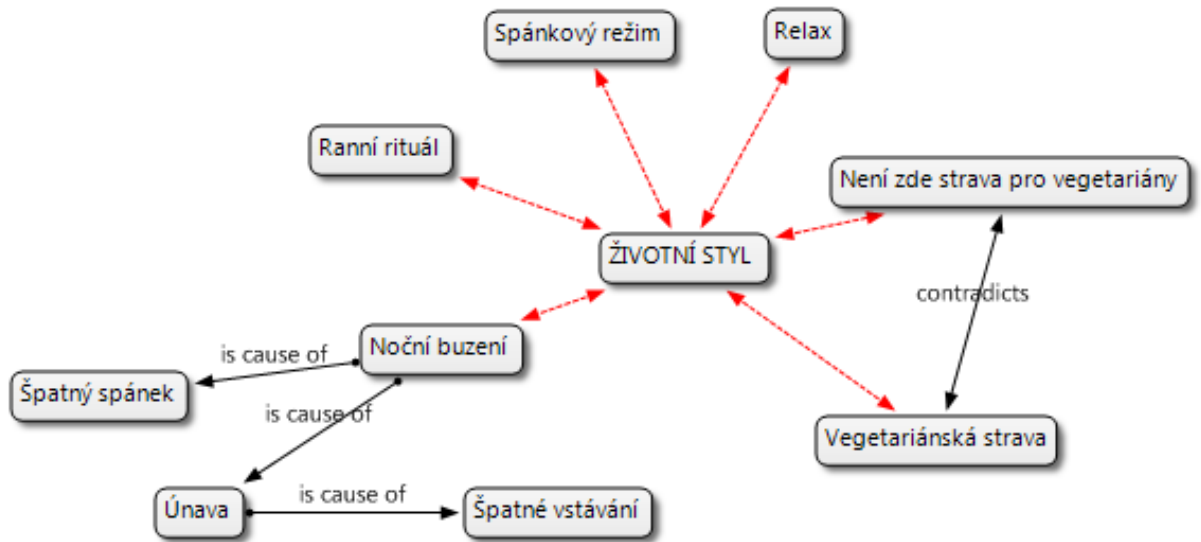 Spánkový režim
Relax
Ranní rituál
Není zde strava pro vegetariány
ŽIVOTNÍ STYL
contradicts
Noční buzení
is cause of
Špatný spánek
is cause of
Vegetariánská strava
Únava
is cause of
Špatné vstávání